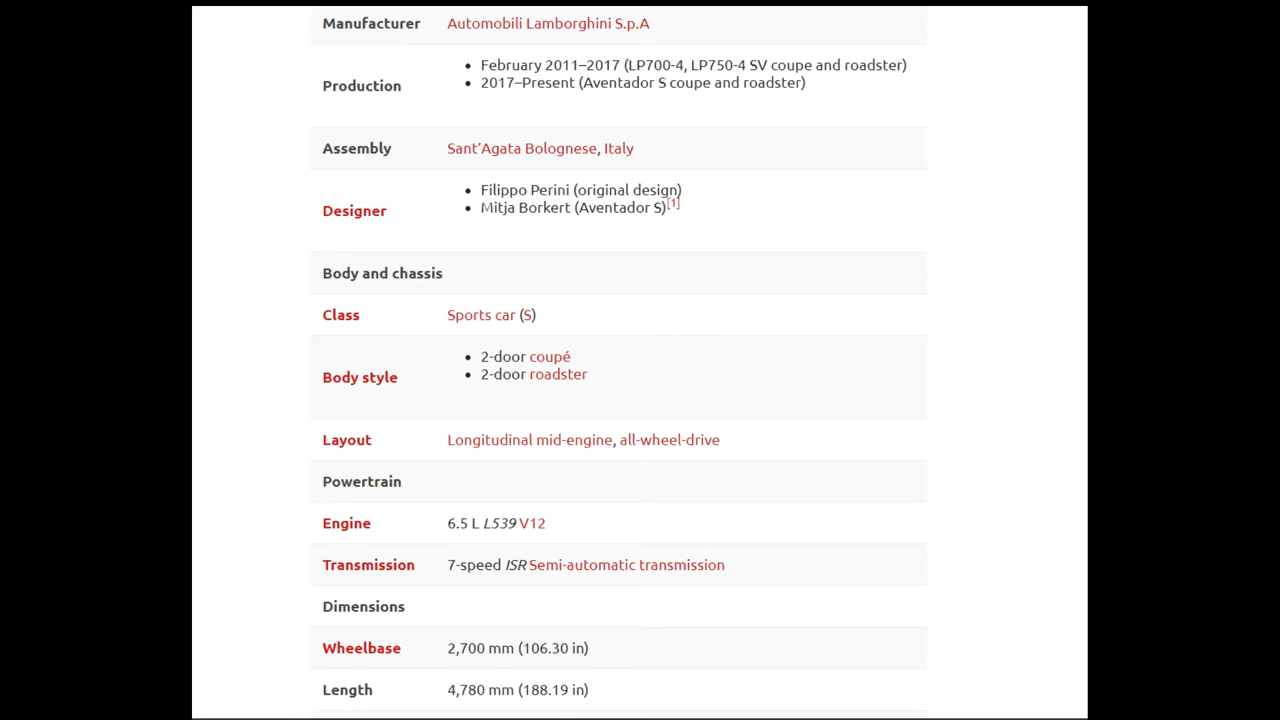 Manufacturer Automobili Lamborghini S.p.A
• February 2011–2017 (LP700-4, LP750-4 SV coupe and roadster)
Production
• 2017–Present (Aventador S coupe and roadster)
Assembly Sant'Agata Bolognese, Italy
• Filippo Perini (original design)
Designer
• Mitja Borkert (Aventador S)[1]
Body and chassis
Class Sports car (S)
• 2-door coupé
Body style
• 2-door roadster
Layout Longitudinal mid-engine, all-wheel-drive
Powertrain
Engine 6.5 L L539 V12
Transmission 7-speed ISR Semi-automatic transmission
Dimensions
Wheelbase 2,700 mm (106.30 in)
Length 4,780 mm (188.19 in)